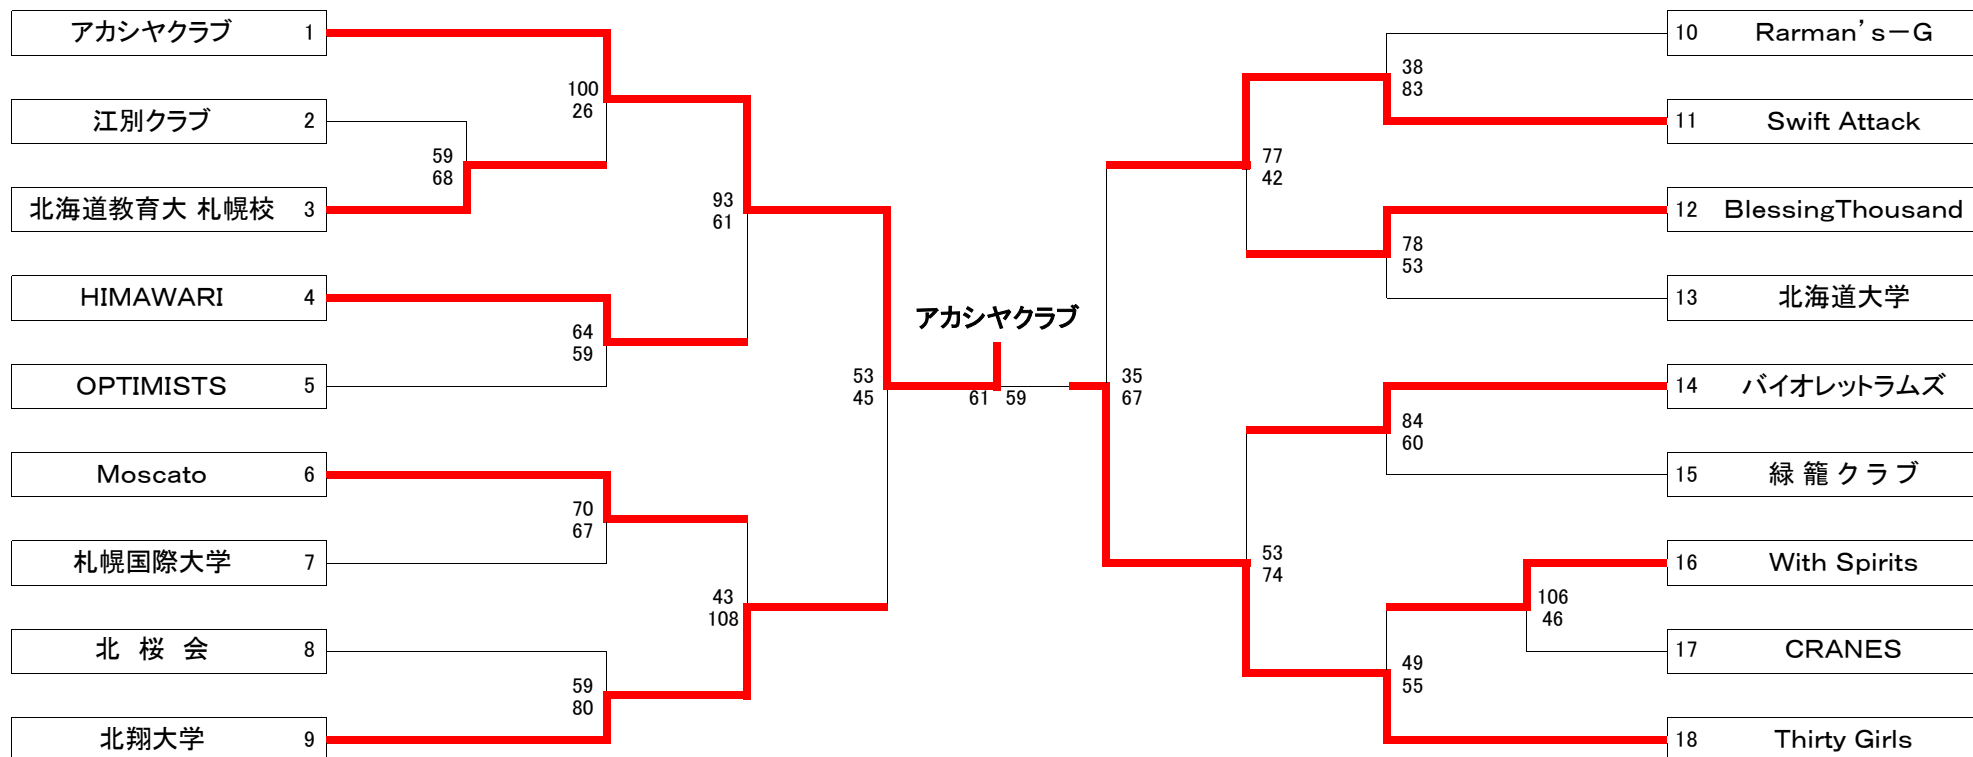 アカシヤクラブ 1
江別クラブ 2
北海道教育大 札幌校 3
HIMAWARI 4
OPTIMISTS 5
Moscato 6
札幌国際大学 7
北 桜 会 8
北翔大学 9
100
26
59
68
64
59
70
67
59
80
93
61
43
108
53
45
アカシヤクラブ
61 59
35
67
77
42
53
74
38
83
78
53
84
60
49
55
106
46
10 Rarman's－G
11 Swift Attack
12 BlessingThousand
13 北海道大学
14 バイオレットラムズ
15 緑 籠 ク ラ ブ
16 With Spirits
17 CRANES
18 Thirty Girls